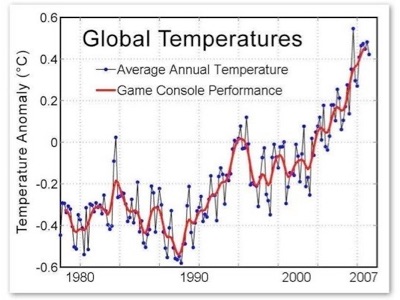 Global Temperatures
Average Annual Temperature
Game Console Performance
Temperature Anomaly (°C)
0.6
0.4
0.2
0
-0.2
-0.4
-0.6
1980
1990
2000
2007